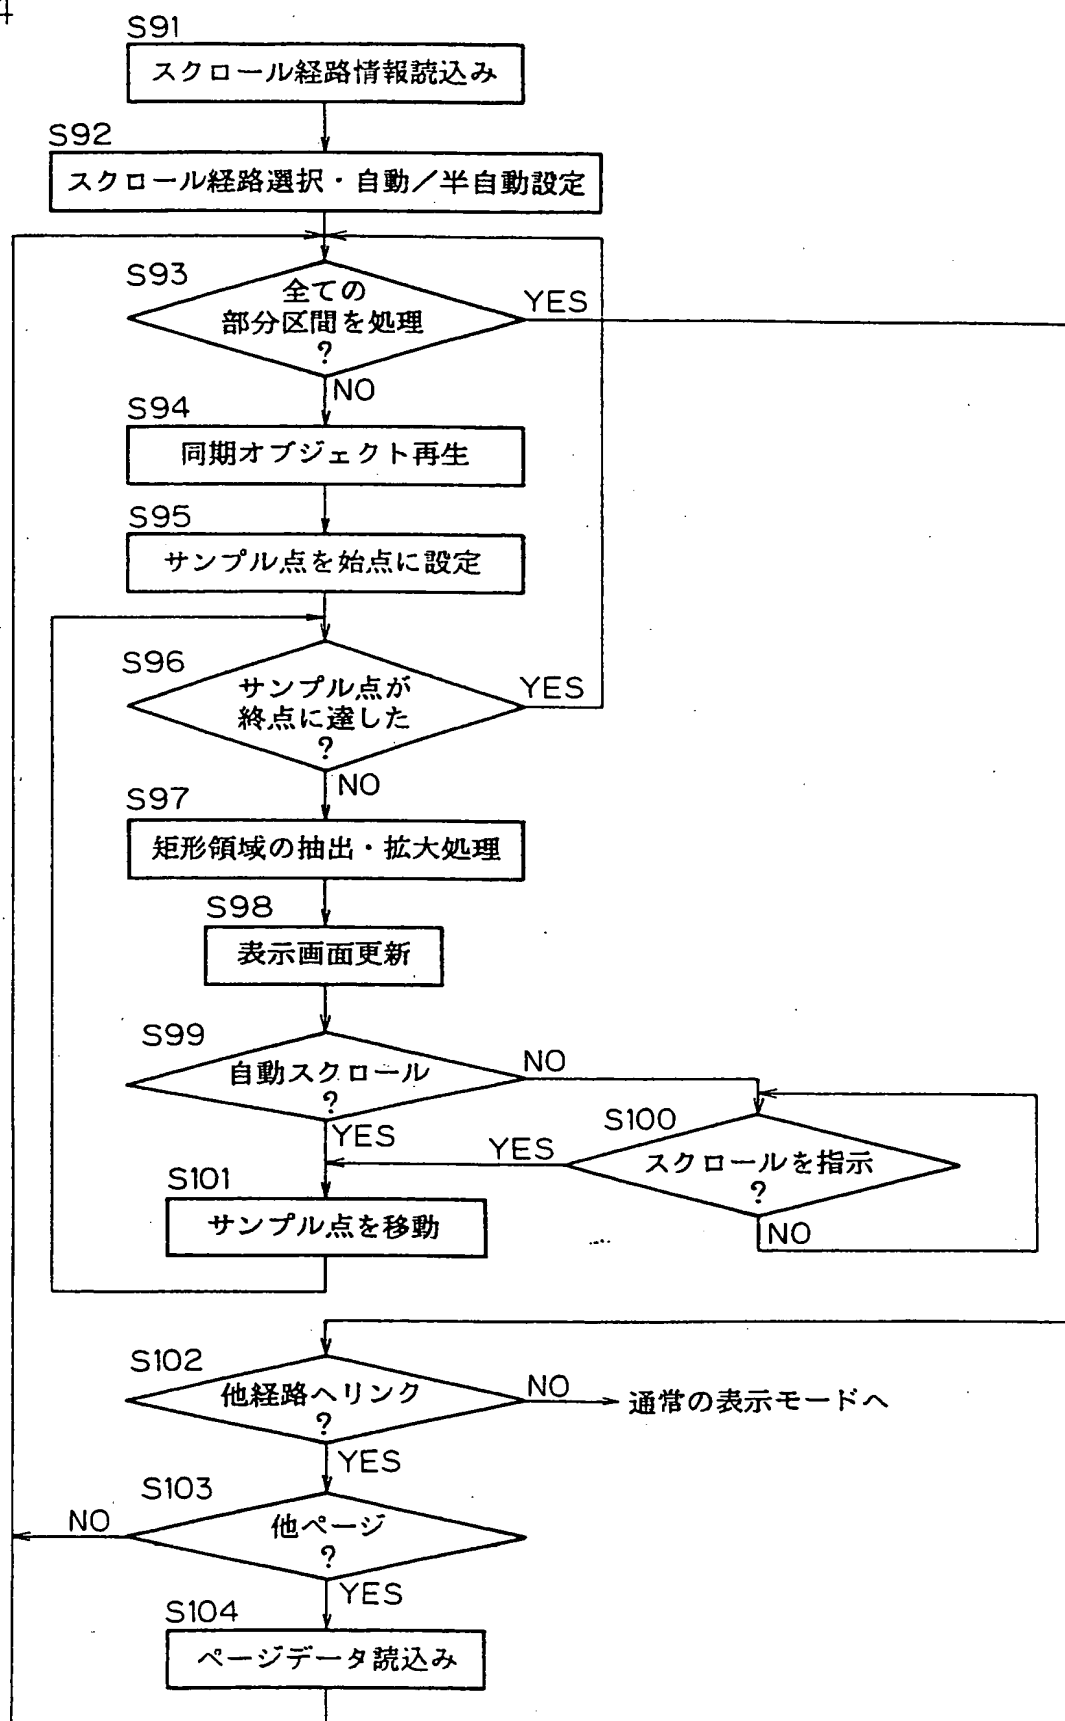 4
S91
スクロール経路情報読込み
S92
スクロール経路選択・自動／半自動設定
S93
全ての
部分区間を処理
?
YES
NO
S94
同期オブジェクト再生
S95
サンプル点を始点に設定
S96
サンプル点が
終点に達した
?
YES
NO
S97
矩形領域の抽出・拡大処理
S98
表示画面更新
S99
自動スクロール
?
NO
YES
S100
スクロールを指示
?
YES
NO
S101
サンプル点を移動
S102
他経路へリンク
?
NO
通常の表示モードへ
YES
S103
他ページ
?
NO
YES
S104
ページデータ読込み